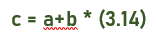 c = a+b * (3.14)